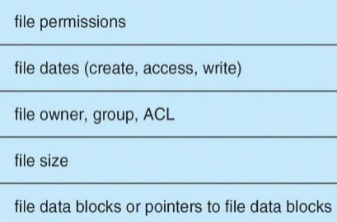 file permissions
file dates (create, access, write)
file owner, group, ACL
file size
file data blocks or pointers to file data blocks